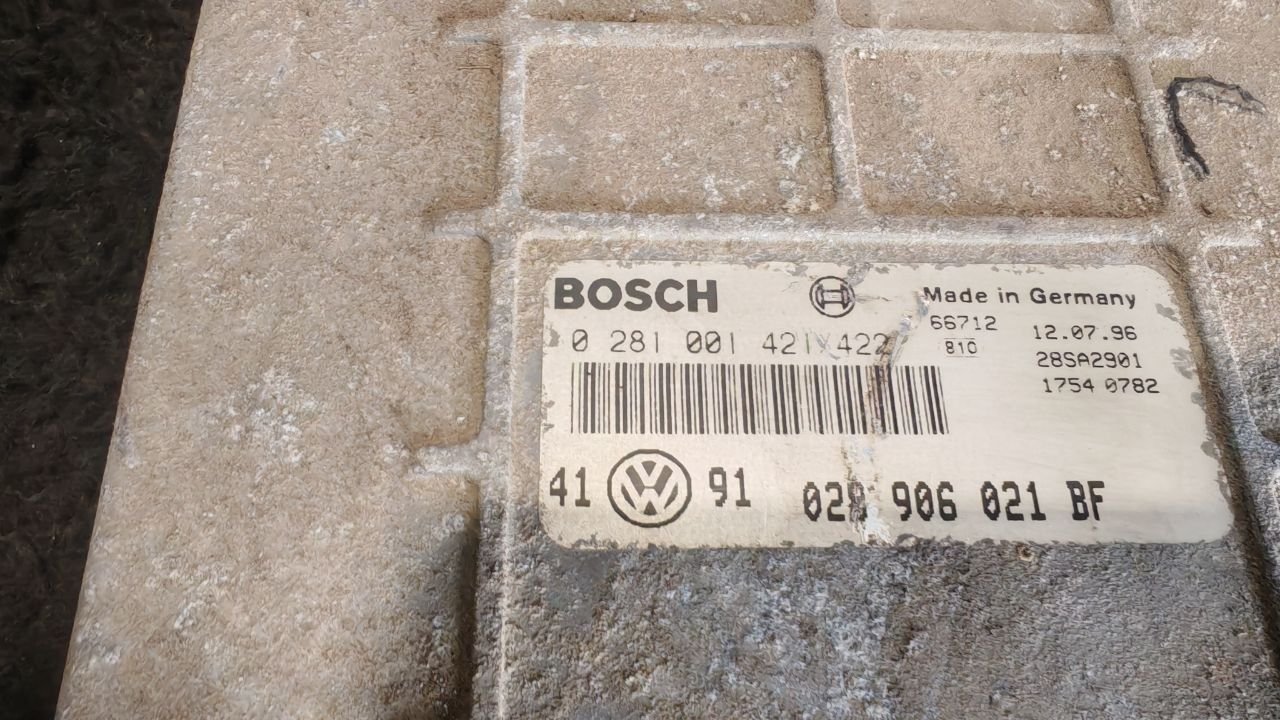 BOSCH
Made in Germany
0 281 001 421\422
66712
12.07.96
810
28SA2901
1754 0782
41
91
028 906 021 BF